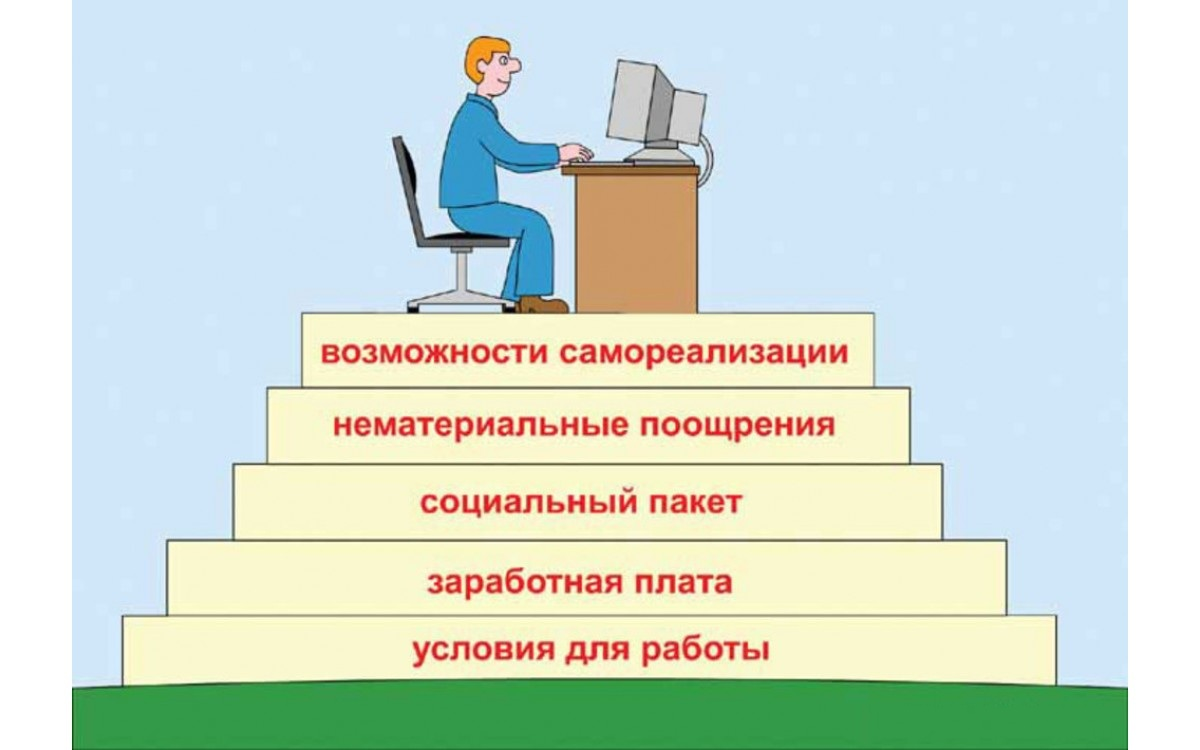 возможности самореализации
нематериальные поощрения
социальный пакет
заработная плата
условия для работы